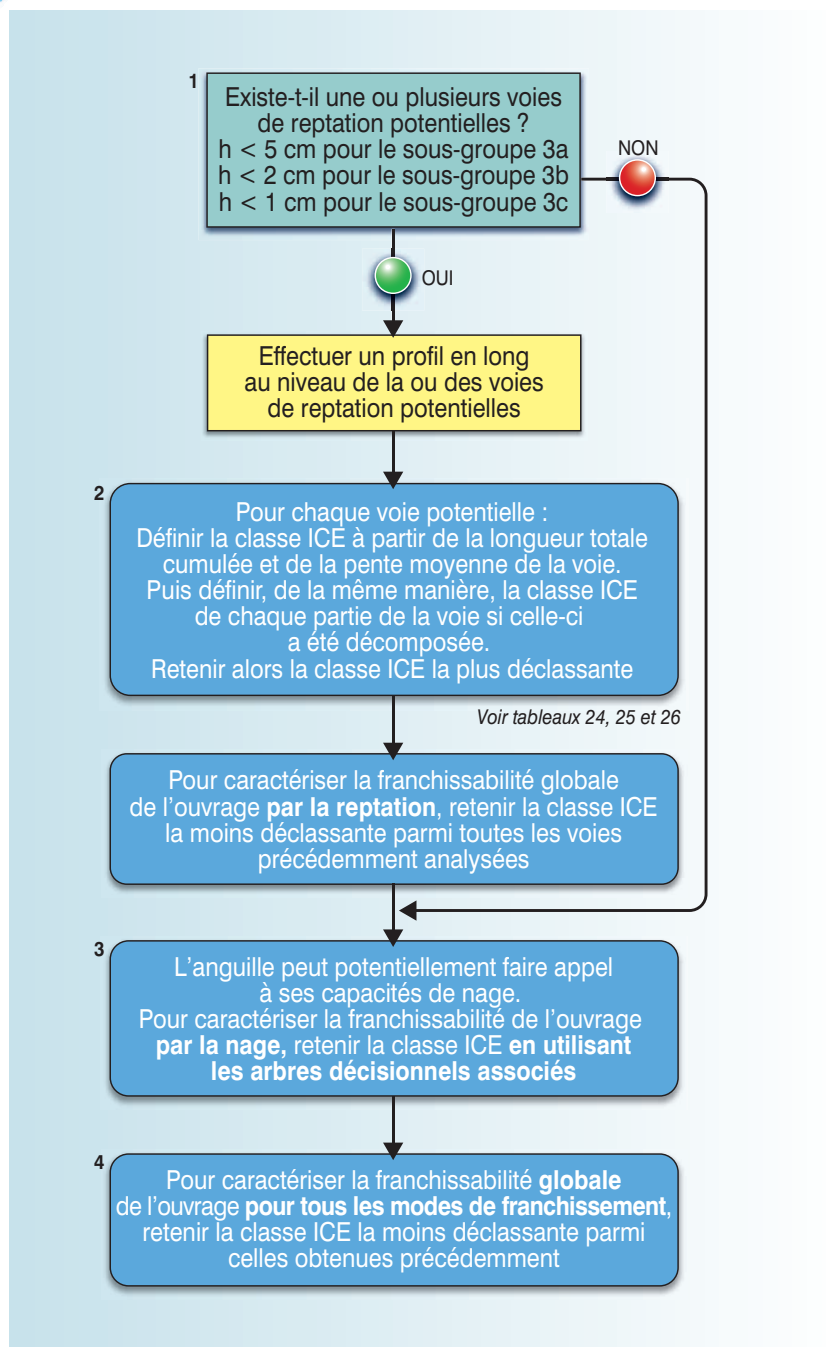 1
Existe-t-il une ou plusieurs voies
de reptation potentielles ?
h < 5 cm pour le sous-groupe 3a
h < 2 cm pour le sous-groupe 3b
h < 1 cm pour le sous-groupe 3c
NON
OUI
Effectuer un profil en long
au niveau de la ou des voies
de reptation potentielles
2
Pour chaque voie potentielle :
Définir la classe ICE à partir de la longueur totale
cumulée et de la pente moyenne de la voie.
Puis définir, de la même manière, la classe ICE
de chaque partie de la voie si celle-ci
a été décomposée.
Retenir alors la classe ICE la plus déclassante
Voir tableaux 24, 25 et 26
Pour caractériser la franchissabilité globale
de l'ouvrage par la reptation, retenir la classe ICE
la moins déclassante parmi toutes les voies
précédemment analysées
3
L'anguille peut potentiellement faire appel
à ses capacités de nage.
Pour caractériser la franchissabilité de l'ouvrage
par la nage, retenir la classe ICE en utilisant
les arbres décisionnels associés
4
Pour caractériser la franchissabilité globale
de l'ouvrage pour tous les modes de franchissement,
retenir la classe ICE la moins déclassante parmi
celles obtenues précédemment